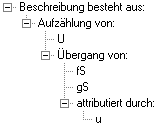 Beschreibung besteht aus:
Aufzählung von:
U
Übergang von:
fS
gS
attributiert durch:
u